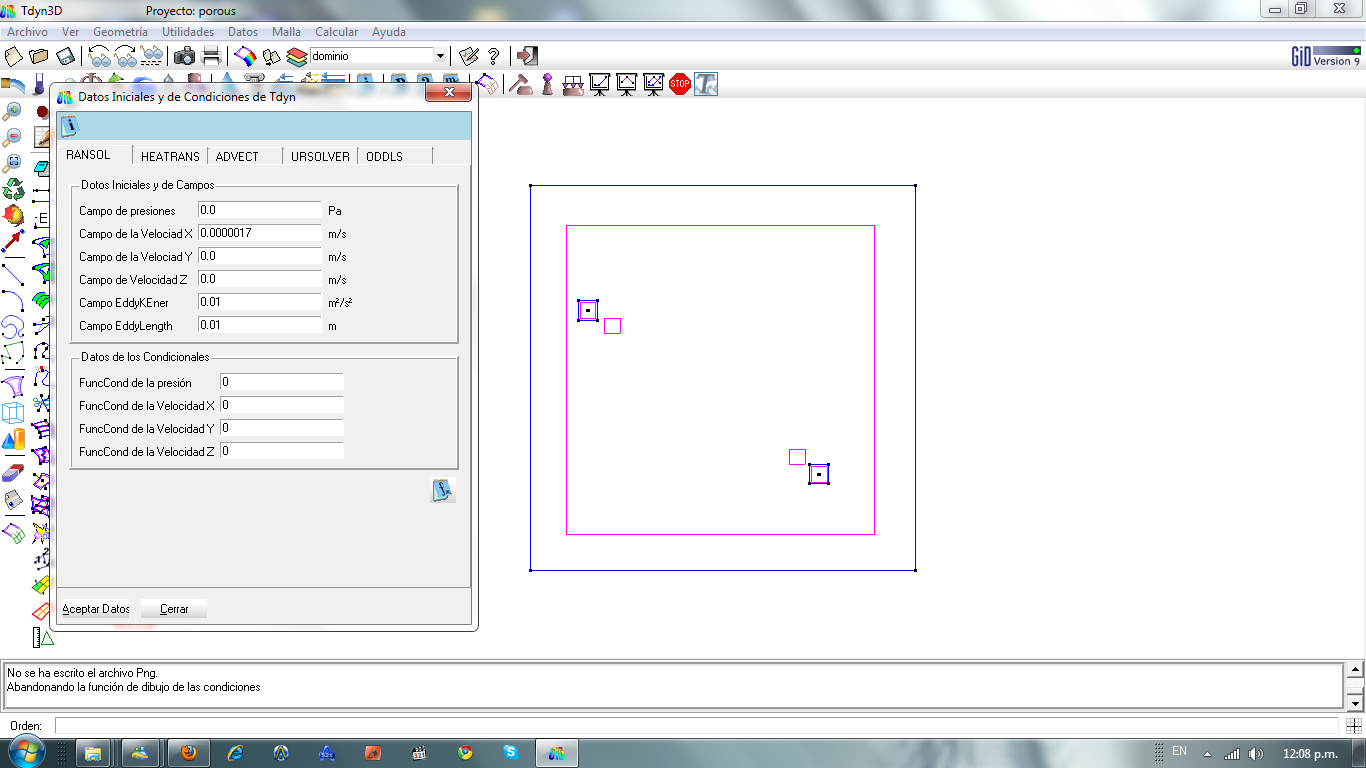 Tdyn3D Proyecto: porous
Archivo Ver Geometría Utilidades Datos Malla Calcular Ayuda
dominio
GiD Version 9
STOP
Datos Iniciales y de Condiciones de Tdyn
RANSOL HEATRANS ADVECT URSOLVER ODDLS
Dotos Iniciales y de Campos
Campo de presiones 0.0 Pa
Campo de la Velociad X 0.0000017 m/s
Campo de la Velociad Y 0.0 m/s
Campo de Velocidad Z 0.0 m/s
Campo EddyKEner 0.01 m²/s²
Campo EddyLength 0.01 m
Datos de los Condicionales
FuncCond de la presión 0
FuncCond de la Velocidad X 0
FuncCond de la Velocidad Y 0
FuncCond de la Velocidad Z 0
Aceptar Datos Cerrar
No se ha escrito el archivo Png.
Abandonando la función de dibujo de las condiciones
Orden:
EN 12:08 p.m.